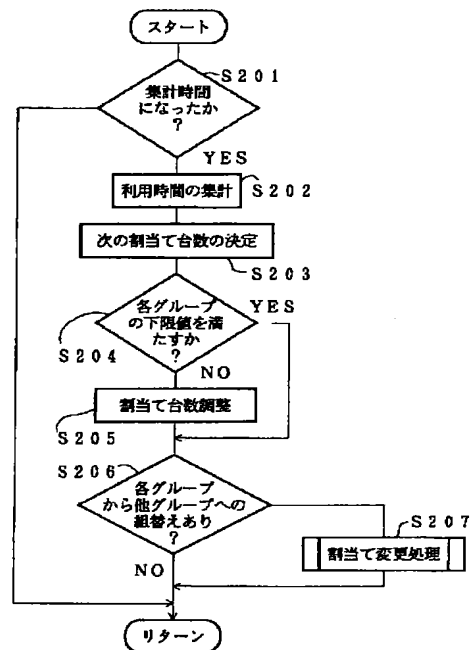 スタート
S201
集計時間
になったか
?
YES
利用時間の集計
S202
次の割当て台数の決定
S203
各グループ
の下限値を満
たすか
?
YES
S204
NO
割当て台数調整
S205
S206
各グループ
から他グループへの
組替えあり
?
S207
割当て変更処理
NO
リターン